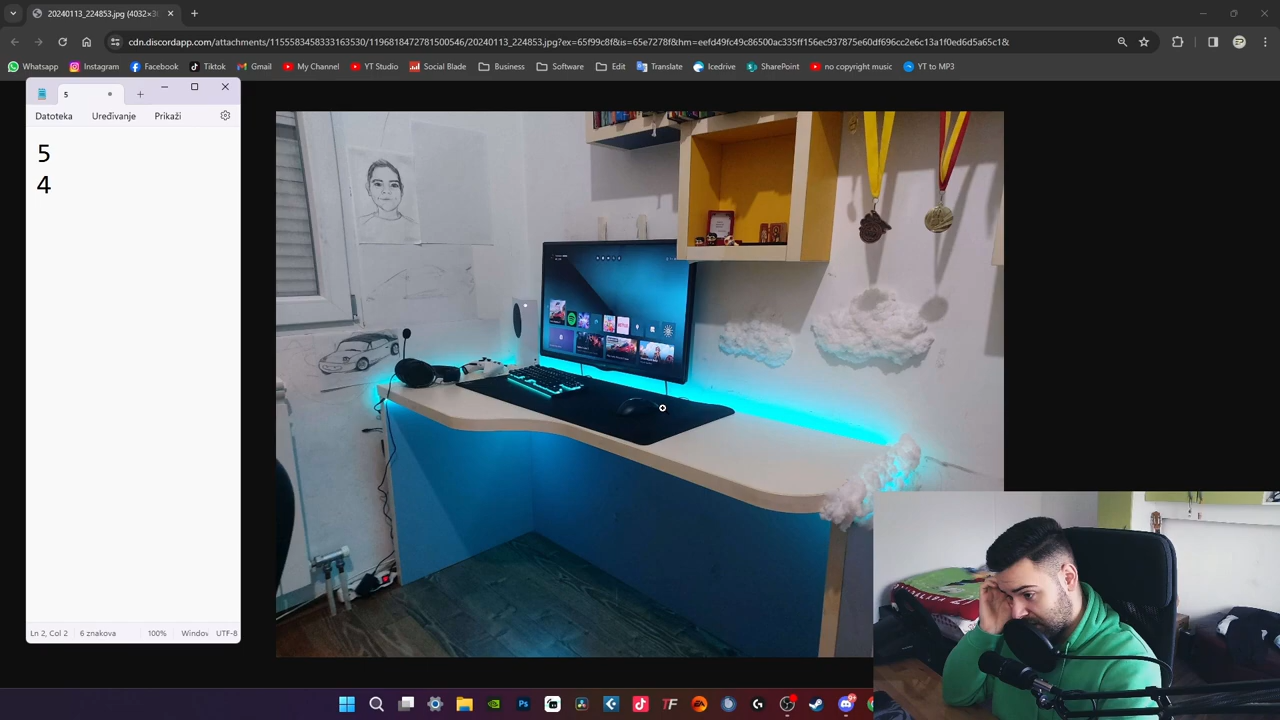 20240113_224853.jpg (4032×30
cdn.discordapp.com/attachments/1155583458333163530/1196818472781500546/20240113_224853.jpg?ex=65f99c8f&is=65e7278f&hm=eefd49fc49c86500ac335ff156ec937875e60df696cc2e6c13a1f0ed6d5a65c1&
Whatsapp Instagram Facebook Tiktok Gmail My Channel YT Studio Social Blade Business Software Edit Translate Icedrive SharePoint no copyright music YT to MP3
5
Datoteka Uređivanje Prikaži
5
4
Ln 2, Col 2 6 znakova 100% Windov UTF-8